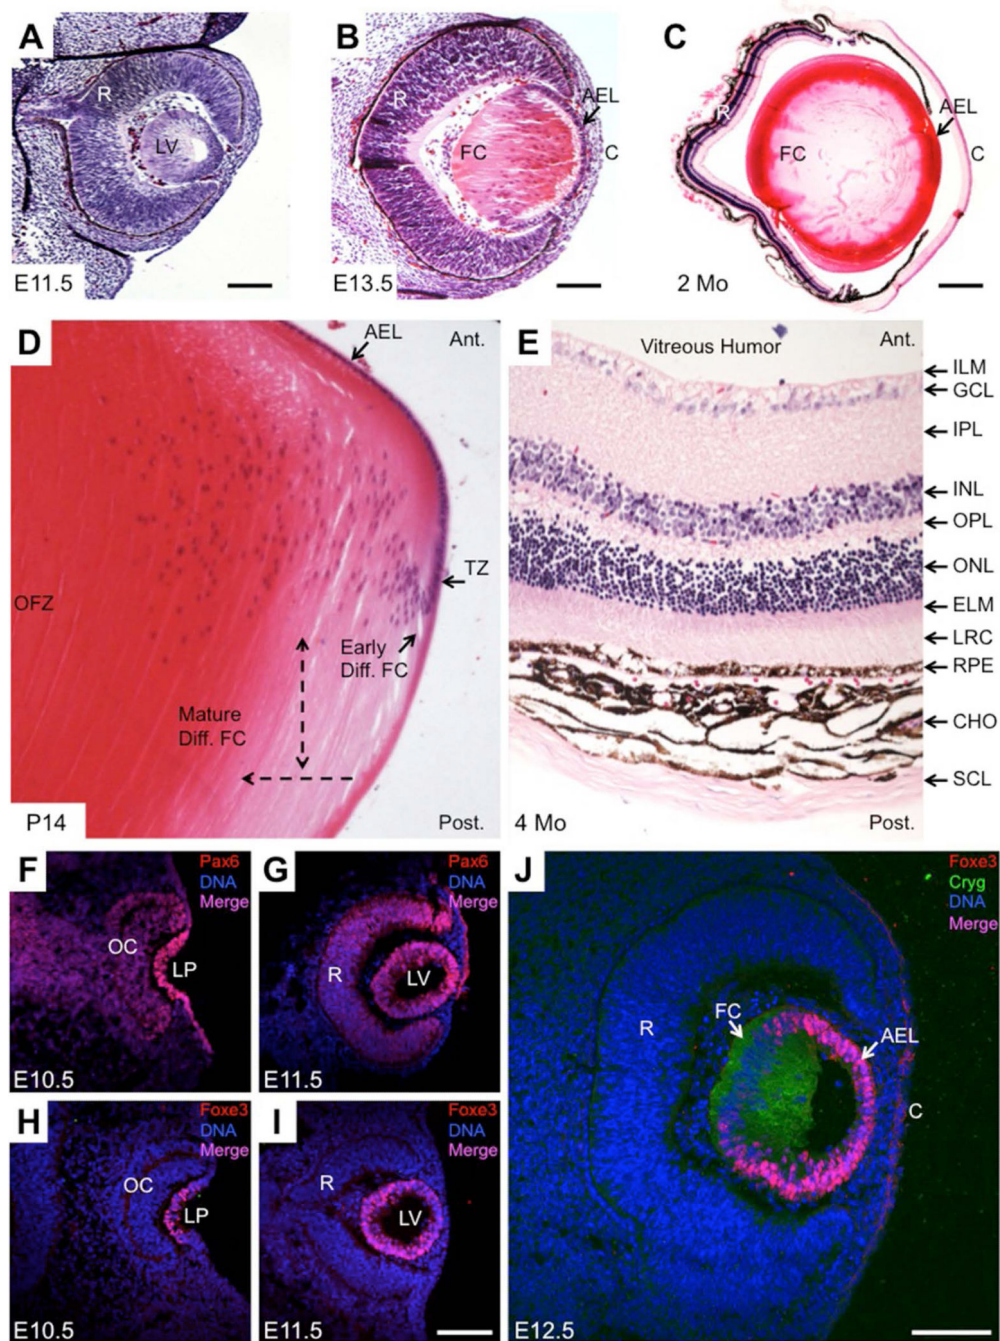 A
R
LV
E11.5
B
R
AEL
FC
C
E13.5
C
R
AEL
FC
C
2 Mo
D
AEL
Ant.
TZ
OFZ
Early
Diff. FC
Mature
Diff. FC
P14
Post.
E
Vitreous Humor
Ant.
ILM
GCL
IPL
INL
OPL
ONL
ELM
LRC
RPE
CHO
SCL
4 Mo
Post.
F
Pax6
DNA
Merge
OC
LP
E10.5
G
Pax6
DNA
Merge
R
LV
E11.5
H
Foxe3
DNA
Merge
OC
LP
E10.5
I
Foxe3
DNA
Merge
R
LV
E11.5
J
Foxe3
Cryg
DNA
Merge
FC
R
AEL
C
E12.5